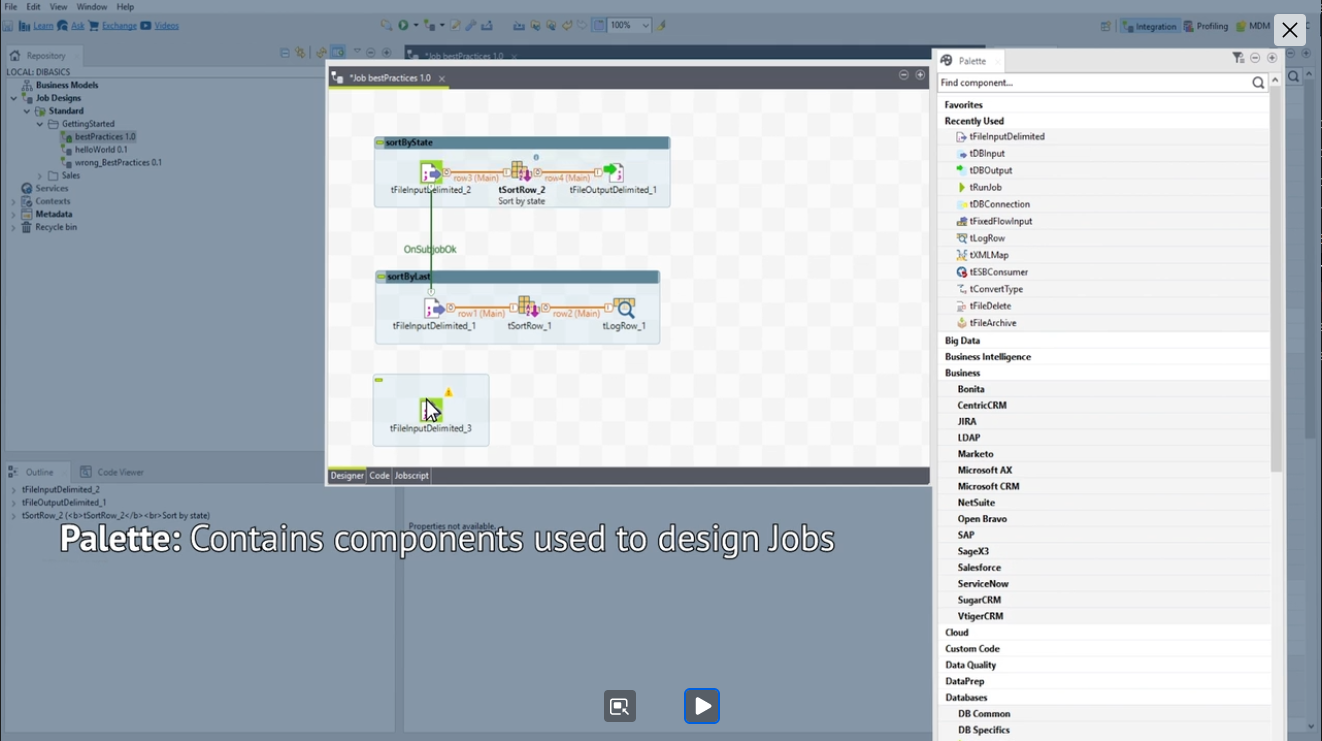 File Edit View Window Help
Learn Ask Exchange Videos
100%
Integration Profiling MDM
Repository
LOCAL: DIBASICS
Business Models
Job Designs
Standard
GettingStarted
bestPractices 1.0
helloWorld 0.1
wrong_BestPractices 0.1
Sales
Services
Contexts
Metadata
Recycle bin
Outline Code Viewer
tFileInputDelimited_2
tFileOutputDelimited_1
tSortRow_2 (<b>tSortRow_2</b><br>Sort by state)
*Job bestPractices 1.0
*Job bestPractices 1.0
sortByState
row3 (Main) row4 (Main)
tFileInputDelimited_2 tSortRow_2 tFileOutputDelimited_1
Sort by state
OnSubjobOk
sortByLast
row1 (Main) row2 (Main)
tFileInputDelimited_1 tSortRow_1 tLogRow_1
tFileInputDelimited_3
Designer Code Jobscript
Properties not available.
Palette: Contains components used to design Jobs
Palette
Find component...
Favorites
Recently Used
tFileInputDelimited
tDBInput
tDBOutput
tRunJob
tDBConnection
tFixedFlowInput
tLogRow
tXMLMap
tESBConsumer
tConvertType
tFileDelete
tFileArchive
Big Data
Business Intelligence
Business
Bonita
CentricCRM
JIRA
LDAP
Marketo
Microsoft AX
Microsoft CRM
NetSuite
Open Bravo
SAP
SageX3
Salesforce
ServiceNow
SugarCRM
VtigerCRM
Cloud
Custom Code
Data Quality
DataPrep
Databases
DB Common
DB Specifics